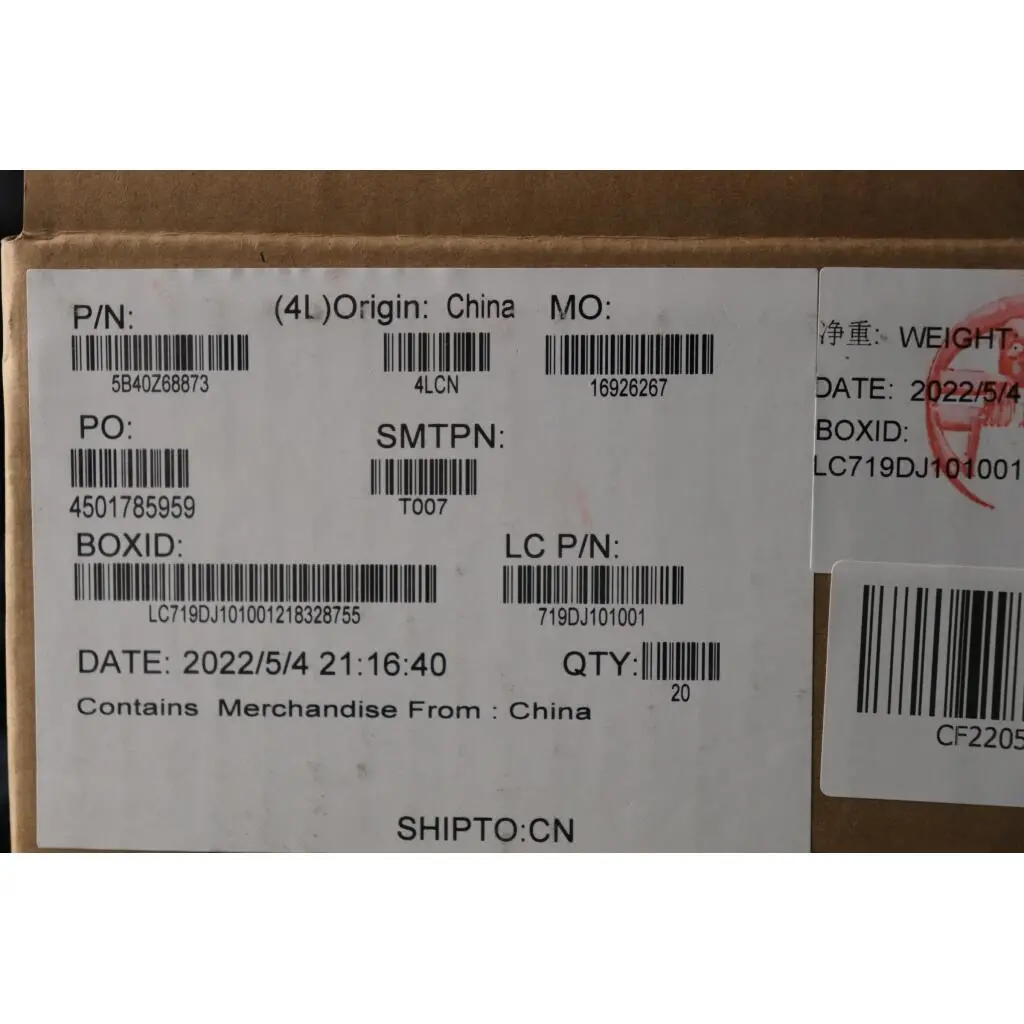 P/N: (4L)Origin: China MO:
5B40Z68873 4LCN 16926267
PO: SMTPN:
4501785959 T007
BOXID: LC P/N:
LC719DJ101001218328755 719DJ101001
DATE: 2022/5/4 21:16:40 QTY:
20
Contains Merchandise From : China
SHIPTO:CN
净重: WEIGHT:
DATE: 2022/5/4
BOXID:
LC719DJ101001
CF2205